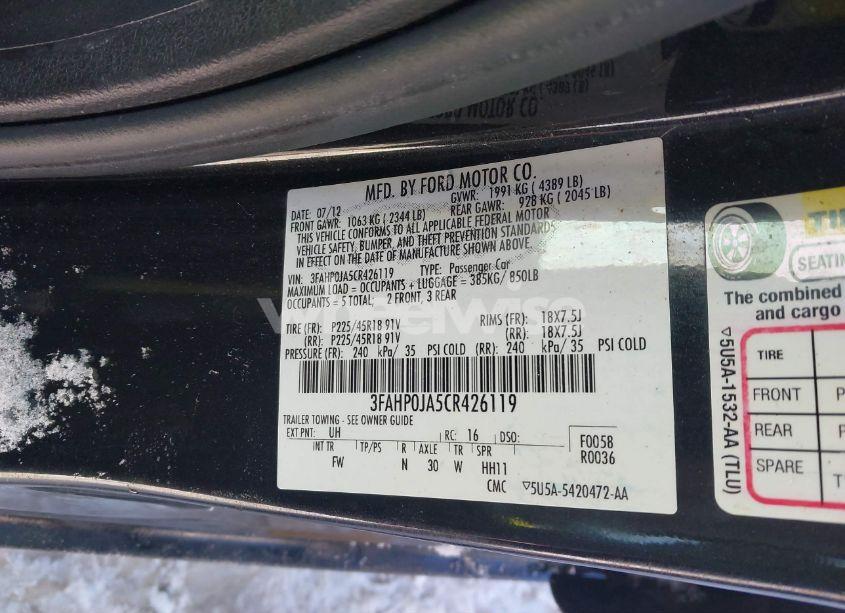 MFD. BY FORD MOTOR CO.
DATE: 07/12 GVWR: 1991 KG ( 4389 LB)
FRONT GAWR: 1063 KG ( 2344 LB) REAR GAWR: 928 KG ( 2045 LB)
THIS VEHICLE CONFORMS TO ALL APPLICABLE FEDERAL MOTOR
VEHICLE SAFETY, BUMPER, AND THEFT PREVENTION STANDARDS
IN EFFECT ON THE DATE OF MANUFACTURE SHOWN ABOVE.
VIN: 3FAHP0JA5CR426119 TYPE: Passenger Car
MAXIMUM LOAD = OCCUPANTS + LUGGAGE = 385KG/ 850LB
OCCUPANTS = 5 TOTAL; 2 FRONT, 3 REAR
TIRE (FR): P225/45R18 91V RIMS (FR): 18X7.5J
(RR): P225/45R18 91V (RR): 18X7.5J
PRESSURE (FR): 240 kPa/ 35 PSI COLD (RR): 240 kPa/ 35 PSI COLD
3FAHP0JA5CR426119
TRAILER TOWING - SEE OWNER GUIDE
EXT PNT: UH RC: 16 DSO: F0058
R0036
INT TR TP/PS R AXLE TR SPR
FW N 30 W HH11
CMC ▽5U5A-5420472-AA
wheelwise
SEATIN
The combined
and cargo
TIRE
FRONT
REAR
SPARE
▽5U5A-1532-AA (TLU)
FORD MOTOR CO